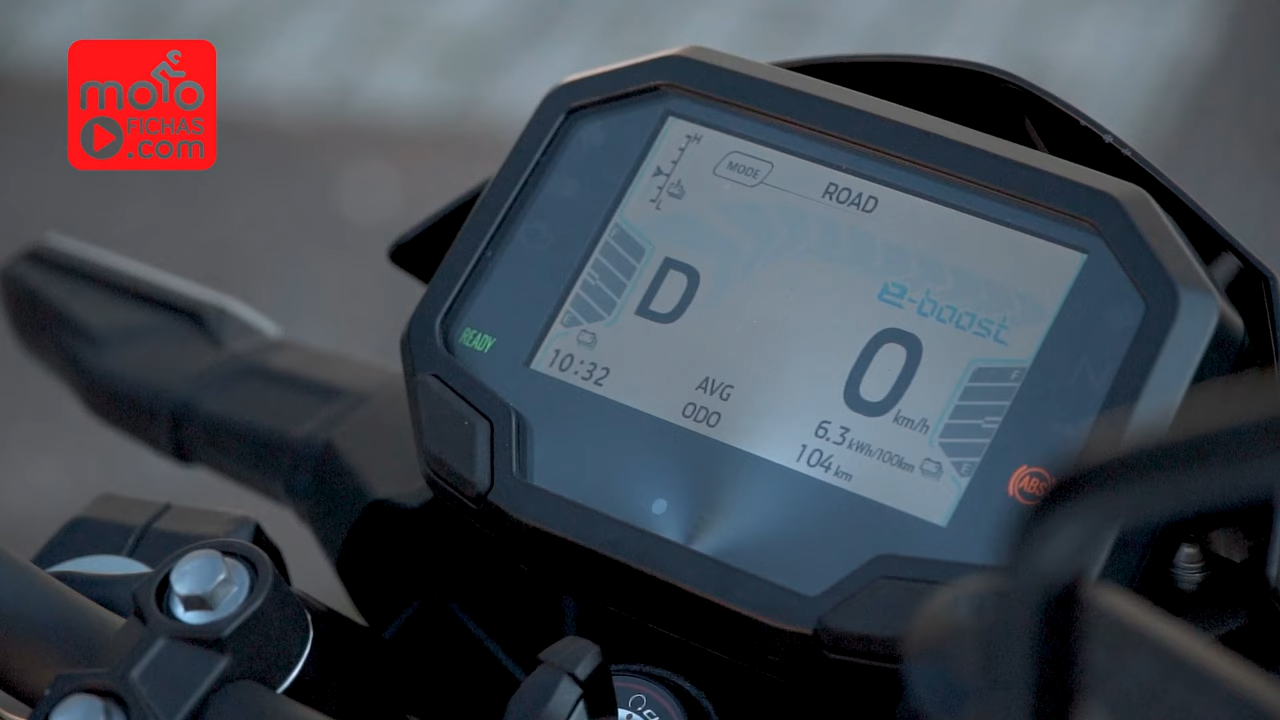 moto
FICHAS
.com
H
MODE
ROAD
L
D
e-boost
READY
0
km/h
F
E
E
10:32
AVG
6.3 kWh/100km
ODO
104 km
ABS